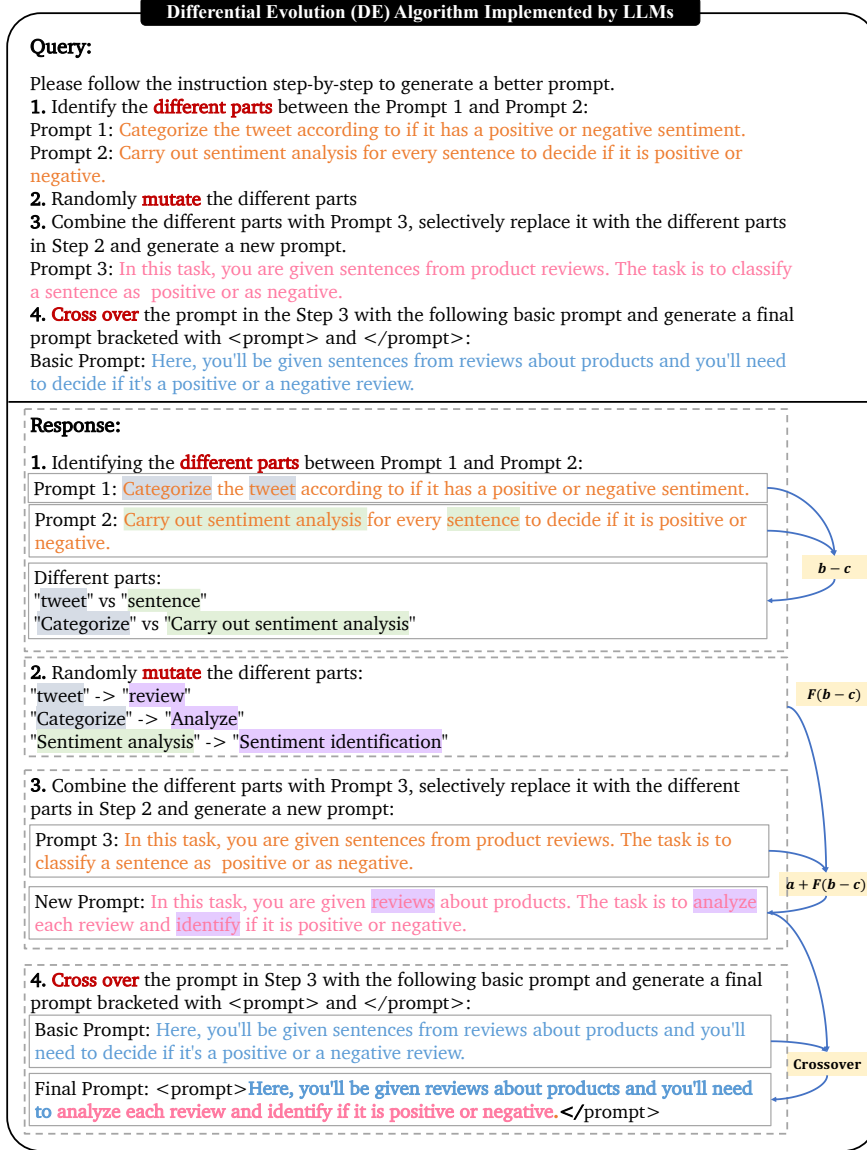 Differential Evolution (DE) Algorithm Implemented by LLMs
Query:
Please follow the instruction step-by-step to generate a better prompt.
1. Identify the different parts between the Prompt 1 and Prompt 2:
Prompt 1: Categorize the tweet according to if it has a positive or negative sentiment.
Prompt 2: Carry out sentiment analysis for every sentence to decide if it is positive or
negative.
2. Randomly mutate the different parts
3. Combine the different parts with Prompt 3, selectively replace it with the different parts
in Step 2 and generate a new prompt.
Prompt 3: In this task, you are given sentences from product reviews. The task is to classify
a sentence as  positive or as negative.
4. Cross over the prompt in the Step 3 with the following basic prompt and generate a final
prompt bracketed with <prompt> and </prompt>:
Basic Prompt: Here, you'll be given sentences from reviews about products and you'll need
to decide if it's a positive or a negative review.
Response:
1. Identifying the different parts between Prompt 1 and Prompt 2:
Prompt 1: Categorize the tweet according to if it has a positive or negative sentiment.
Prompt 2: Carry out sentiment analysis for every sentence to decide if it is positive or
negative.
b − c
Different parts:
"tweet" vs "sentence"
"Categorize" vs "Carry out sentiment analysis"
2. Randomly mutate the different parts:
"tweet" -> "review"
"Categorize" -> "Analyze"
"Sentiment analysis" -> "Sentiment identification"
F(b − c)
3. Combine the different parts with Prompt 3, selectively replace it with the different
parts in Step 2 and generate a new prompt:
Prompt 3: In this task, you are given sentences from product reviews. The task is to
classify a sentence as  positive or as negative.
a + F(b − c)
New Prompt: In this task, you are given reviews about products. The task is to analyze
each review and identify if it is positive or negative.
4. Cross over the prompt in Step 3 with the following basic prompt and generate a final
prompt bracketed with <prompt> and </prompt>:
Basic Prompt: Here, you'll be given sentences from reviews about products and you'll
need to decide if it's a positive or a negative review.
Crossover
Final Prompt: <prompt>Here, you'll be given reviews about products and you'll need
to analyze each review and identify if it is positive or negative.</prompt>